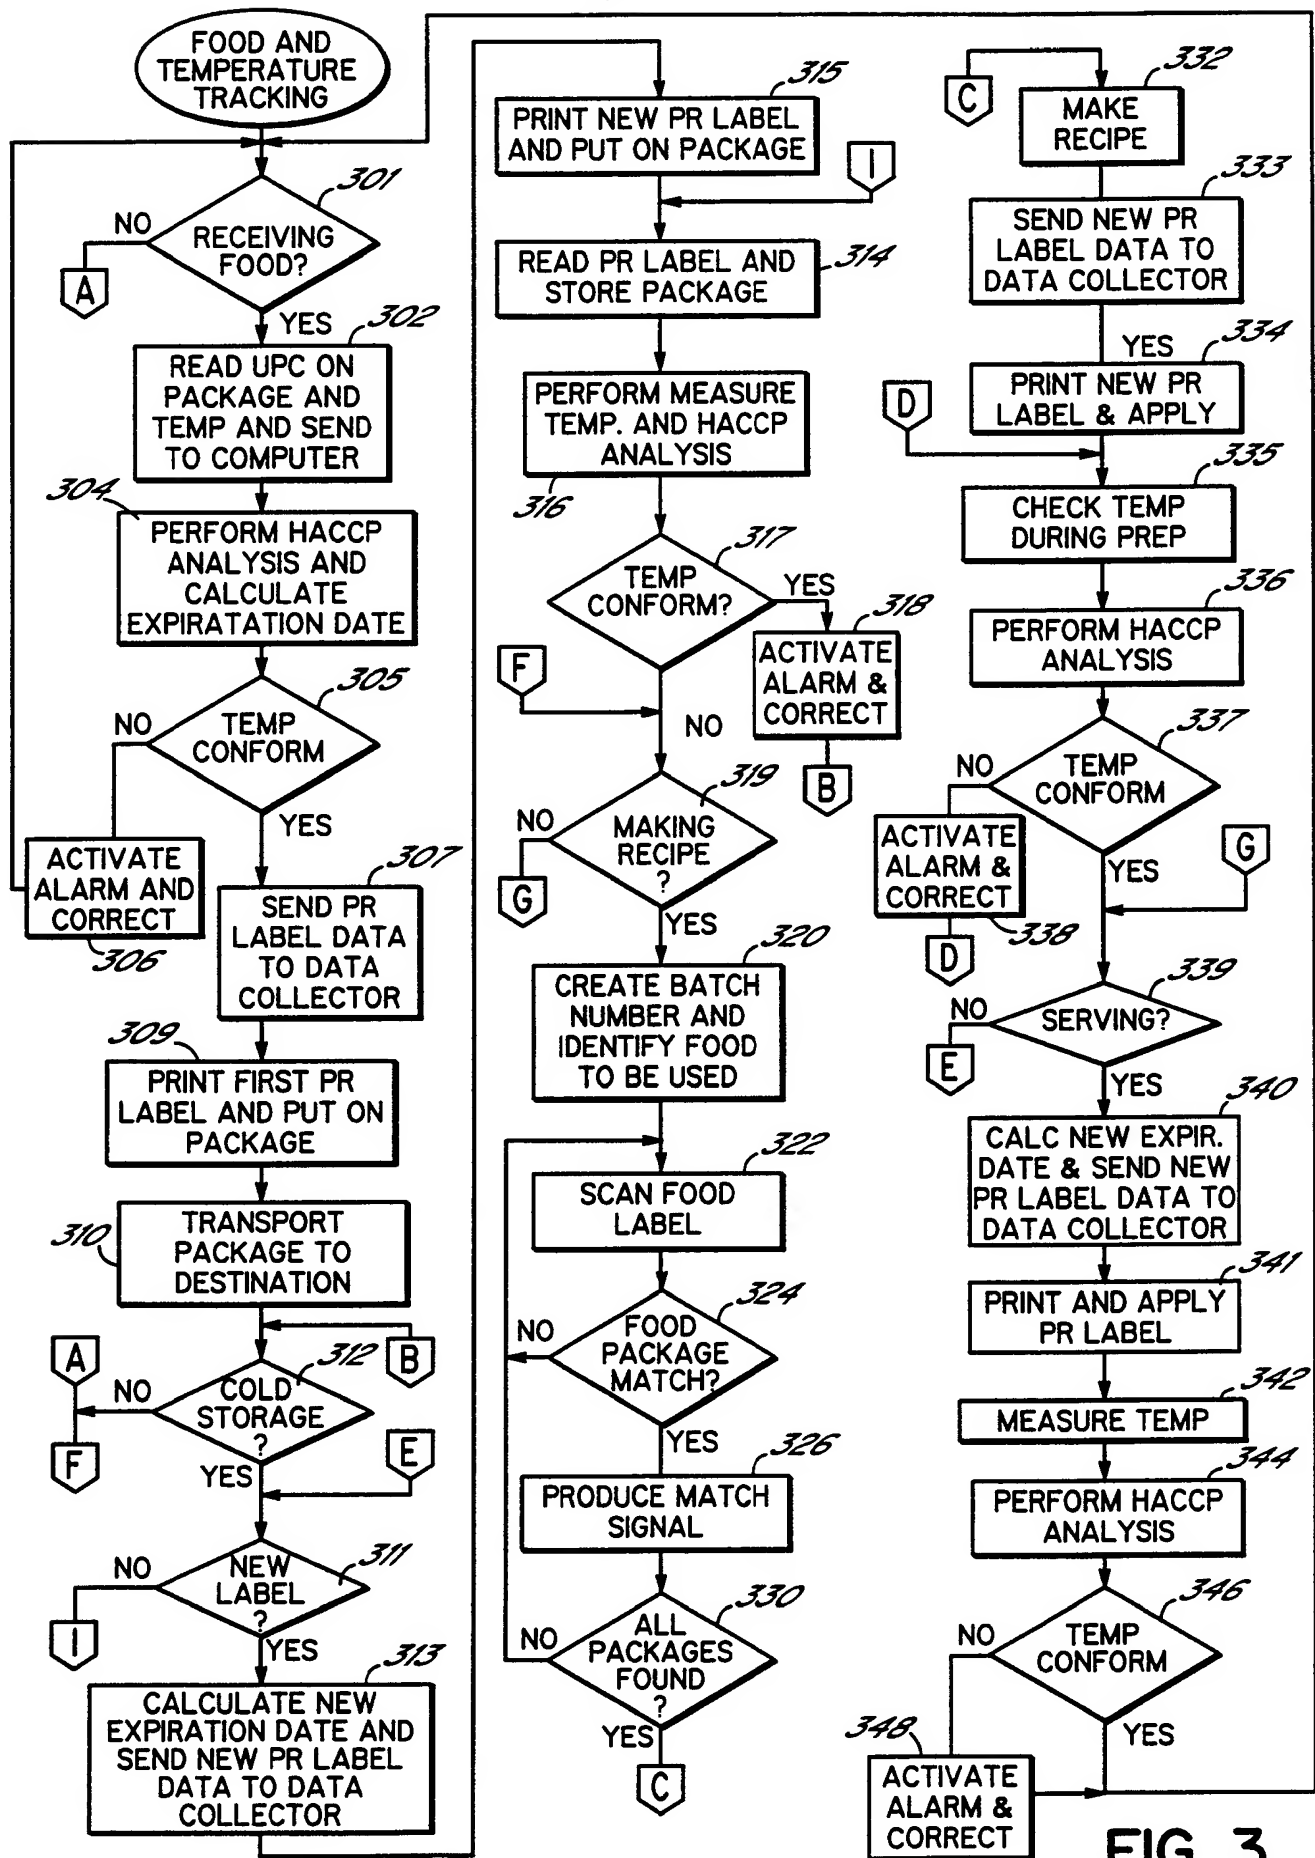 FOOD AND
TEMPERATURE
TRACKING
301
NO
RECEIVING
FOOD?
A
YES
302
READ UPC ON
PACKAGE AND
TEMP AND SEND
TO COMPUTER
304
PERFORM HACCP
ANALYSIS AND
CALCULATE
EXPIRATATION DATE
305
NO
TEMP
CONFORM
YES
ACTIVATE
ALARM AND
CORRECT
306
307
SEND PR
LABEL DATA
TO DATA
COLLECTOR
309
PRINT FIRST PR
LABEL AND PUT ON
PACKAGE
310
TRANSPORT
PACKAGE TO
DESTINATION
A
B
312
NO
COLD
STORAGE
?
F
E
YES
311
NO
NEW
LABEL
?
I
YES
313
CALCULATE NEW
EXPIRATION DATE AND
SEND NEW PR LABEL
DATA TO DATA
COLLECTOR
315
PRINT NEW PR LABEL
AND PUT ON PACKAGE
I
READ PR LABEL AND
STORE PACKAGE
314
PERFORM MEASURE
TEMP. AND HACCP
ANALYSIS
316
317
TEMP
CONFORM?
YES
318
ACTIVATE
ALARM &
CORRECT
B
F
NO
319
NO
MAKING
RECIPE
?
G
YES
320
CREATE BATCH
NUMBER AND
IDENTIFY FOOD
TO BE USED
322
SCAN FOOD
LABEL
324
NO
FOOD
PACKAGE
MATCH?
YES
326
PRODUCE MATCH
SIGNAL
330
NO
ALL
PACKAGES
FOUND
?
YES
C
C
332
MAKE
RECIPE
333
SEND NEW PR
LABEL DATA TO
DATA COLLECTOR
YES
334
PRINT NEW PR
LABEL & APPLY
D
335
CHECK TEMP
DURING PREP
336
PERFORM HACCP
ANALYSIS
337
NO
TEMP
CONFORM
ACTIVATE
ALARM &
CORRECT
338
D
YES
G
339
NO
SERVING?
E
YES
340
CALC NEW EXPIR.
DATE & SEND NEW
PR LABEL DATA TO
DATA COLLECTOR
341
PRINT AND APPLY
PR LABEL
342
MEASURE TEMP
344
PERFORM HACCP
ANALYSIS
346
NO
TEMP
CONFORM
YES
348
ACTIVATE
ALARM &
CORRECT
FIG. 3